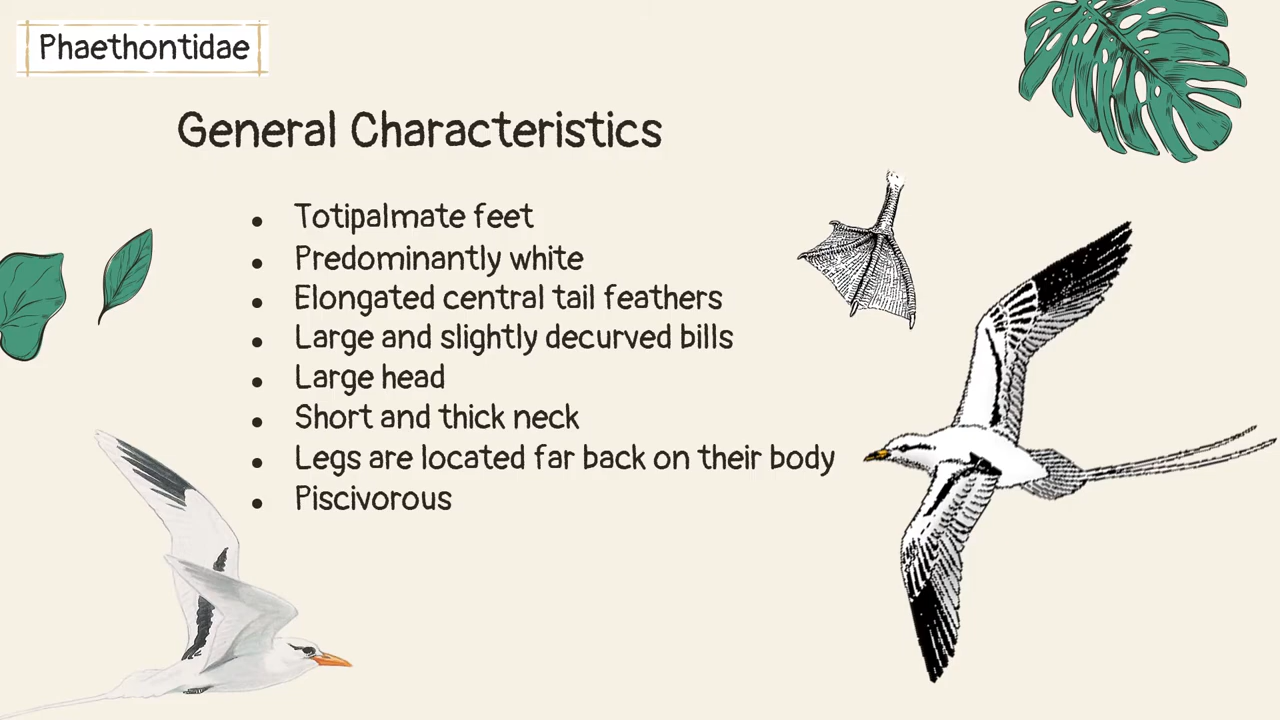 Phaethontidae
General Characteristics
• Totipalmate feet
• Predominantly white
• Elongated central tail feathers
• Large and slightly decurved bills
• Large head
• Short and thick neck
• Legs are located far back on their body
• Piscivorous